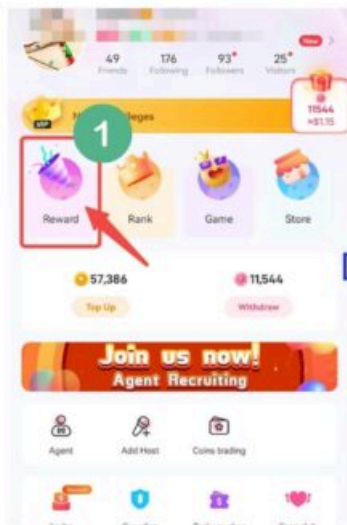 New
49 176 93 25
Friends Following Followers Visitors
11544
≈$1.15
VIP
1
Reward Rank Game Store
57,386 11,544
Top Up Withdraw
Join us now!
Agent Recruiting
Agent Add Host Coins trading